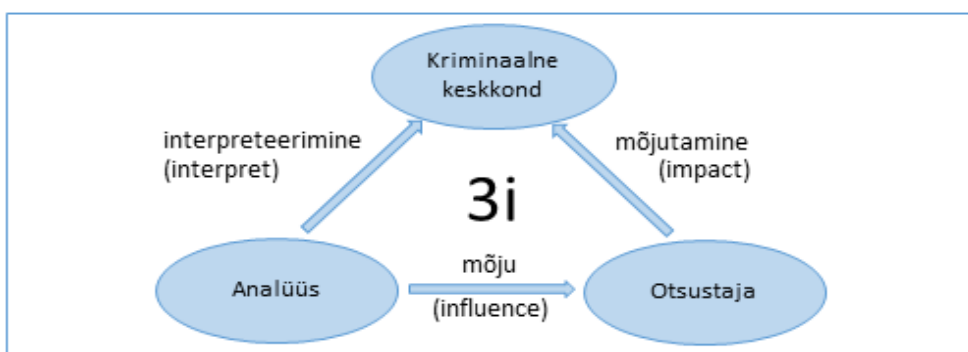 Kriminaalne
keskkond
interpreteerimine
(interpret)
mõjutamine
(impact)
3i
Analüüs
mõju
(influence)
Otsustaja